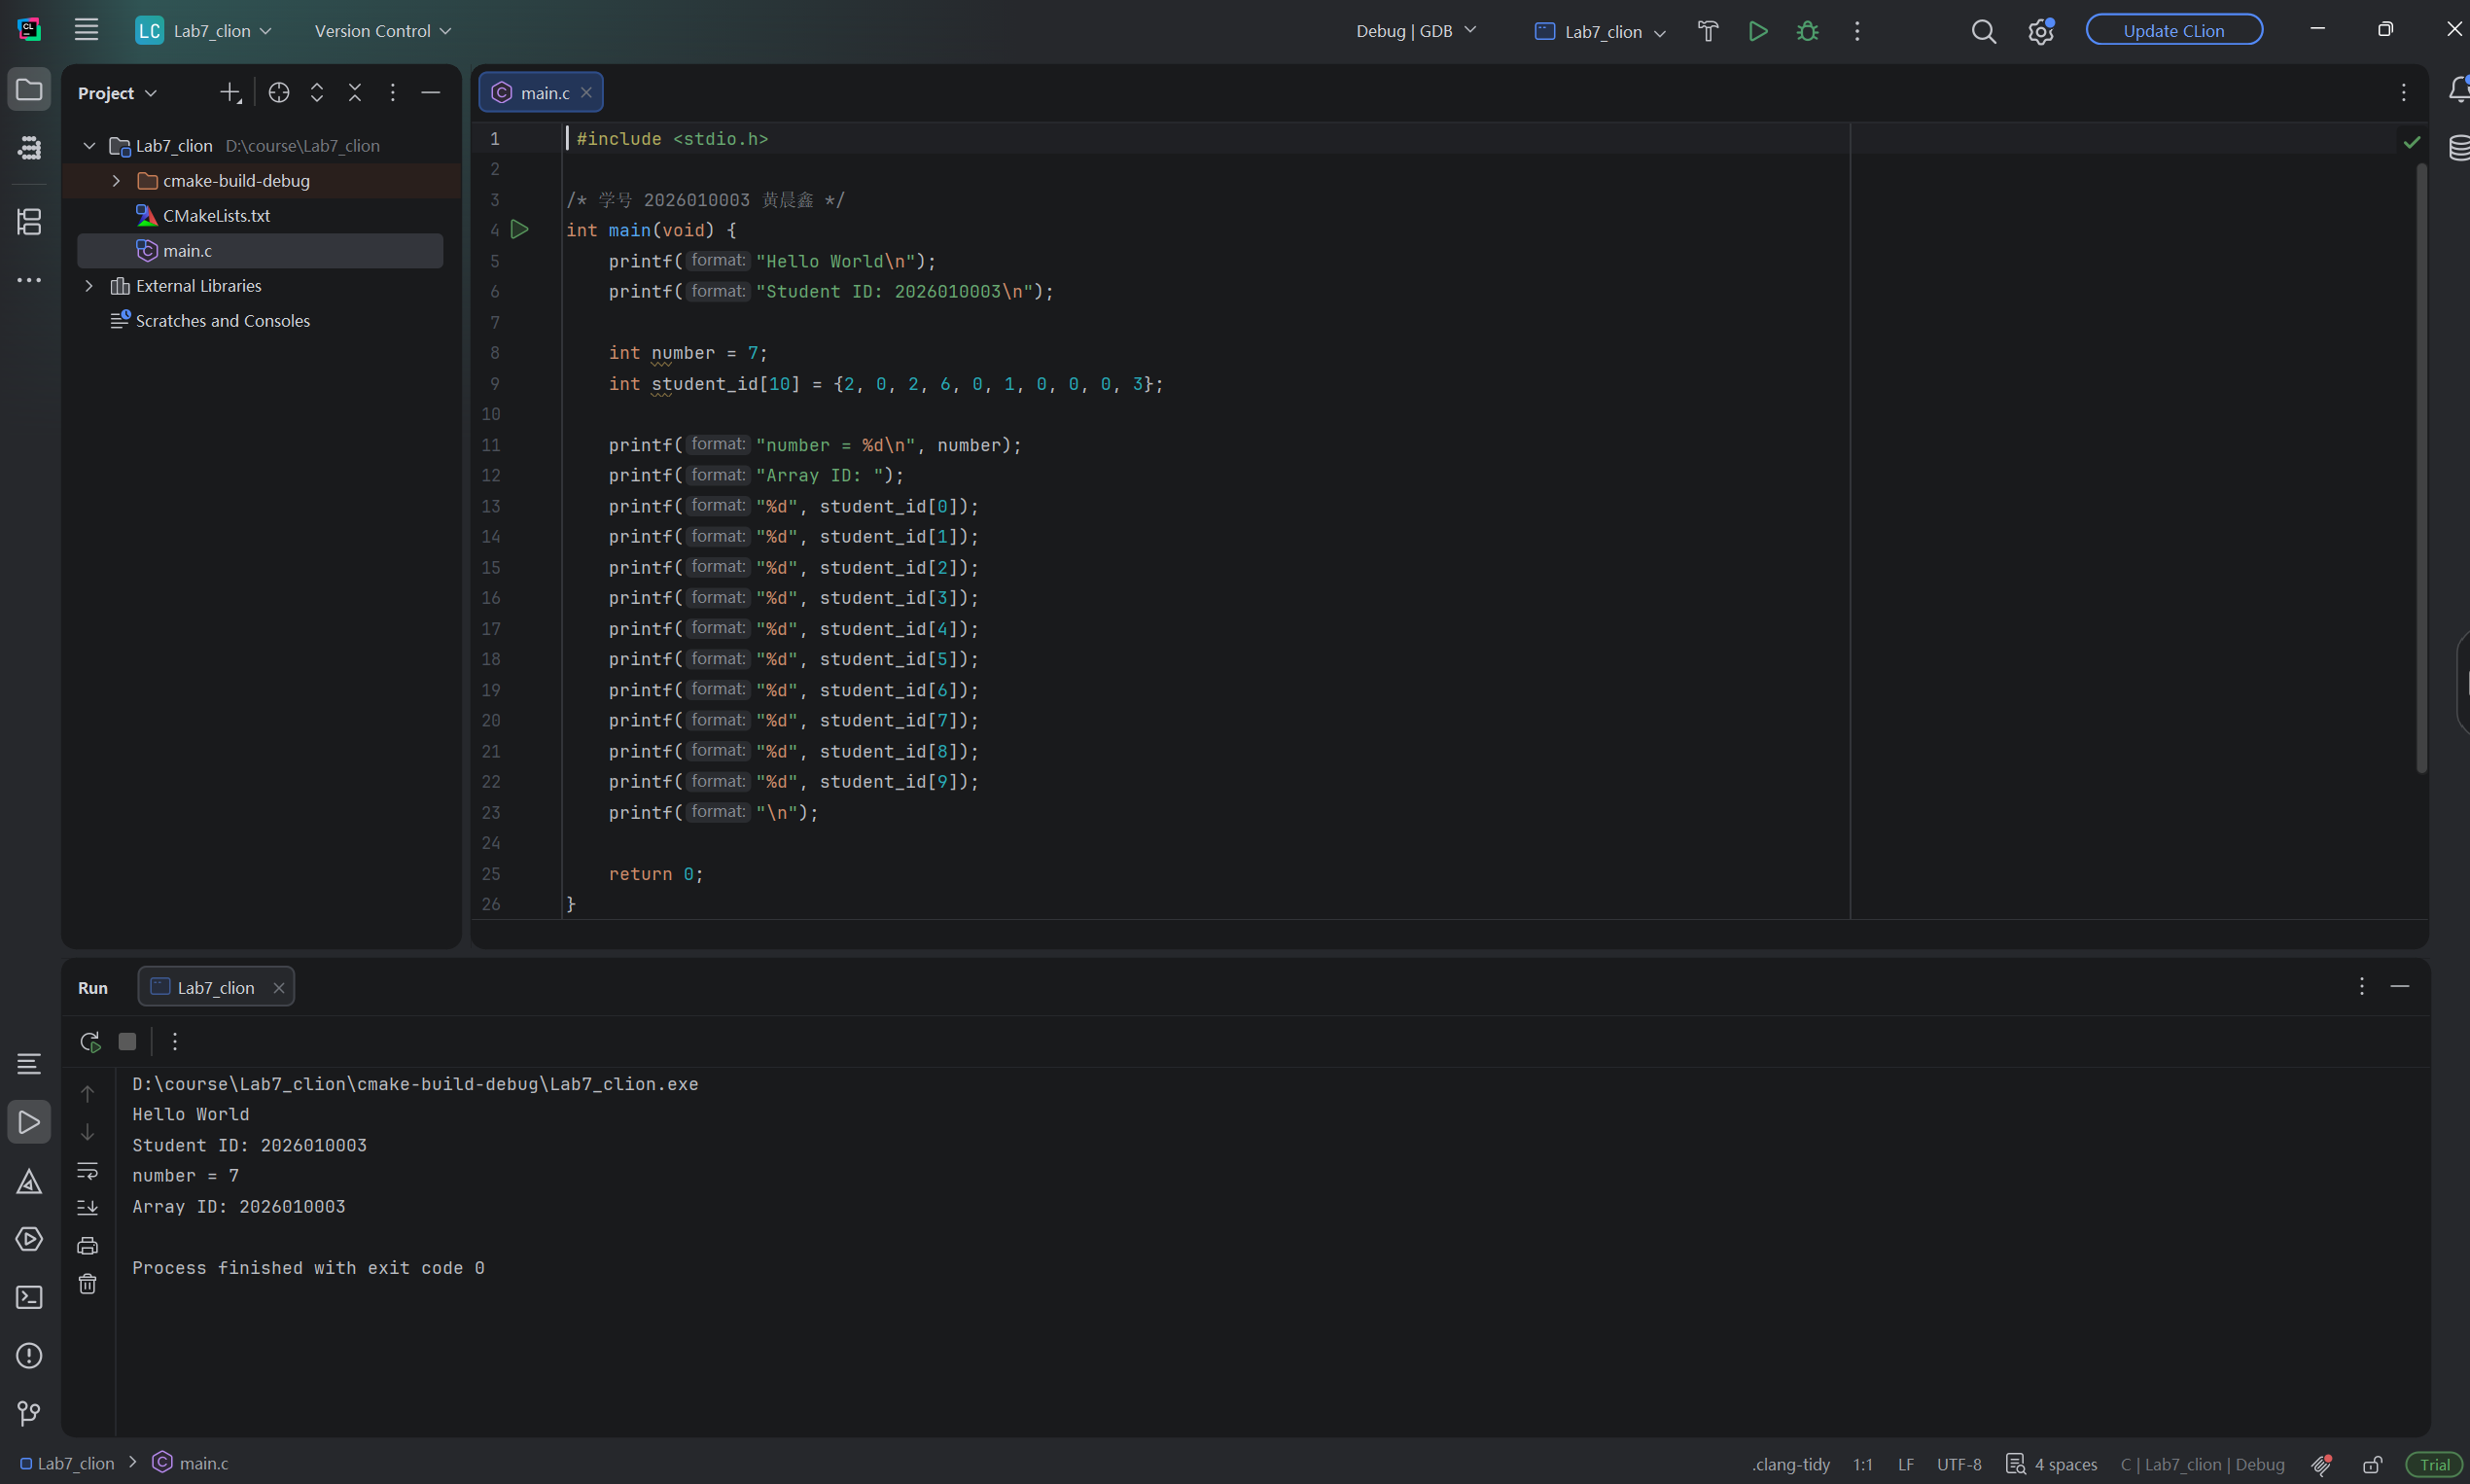 LC Lab7_clion Version Control Debug | GDB Lab7_clion Update CLion
Project
main.c
Lab7_clion D:\course\Lab7_clion
cmake-build-debug
CMakeLists.txt
main.c
External Libraries
Scratches and Consoles
1 #include <stdio.h>
2
3 /* 学号 2026010003 黄晨鑫 */
4 int main(void) {
5 printf( format: "Hello World\n");
6 printf( format: "Student ID: 2026010003\n");
7
8 int number = 7;
9 int student_id[10] = {2, 0, 2, 6, 0, 1, 0, 0, 0, 3};
10
11 printf( format: "number = %d\n", number);
12 printf( format: "Array ID: ");
13 printf( format: "%d", student_id[0]);
14 printf( format: "%d", student_id[1]);
15 printf( format: "%d", student_id[2]);
16 printf( format: "%d", student_id[3]);
17 printf( format: "%d", student_id[4]);
18 printf( format: "%d", student_id[5]);
19 printf( format: "%d", student_id[6]);
20 printf( format: "%d", student_id[7]);
21 printf( format: "%d", student_id[8]);
22 printf( format: "%d", student_id[9]);
23 printf( format: "\n");
24
25 return 0;
26 }
Run Lab7_clion
D:\course\Lab7_clion\cmake-build-debug\Lab7_clion.exe
Hello World
Student ID: 2026010003
number = 7
Array ID: 2026010003
Process finished with exit code 0
Lab7_clion main.c .clang-tidy 1:1 LF UTF-8 4 spaces C | Lab7_clion | Debug Trial